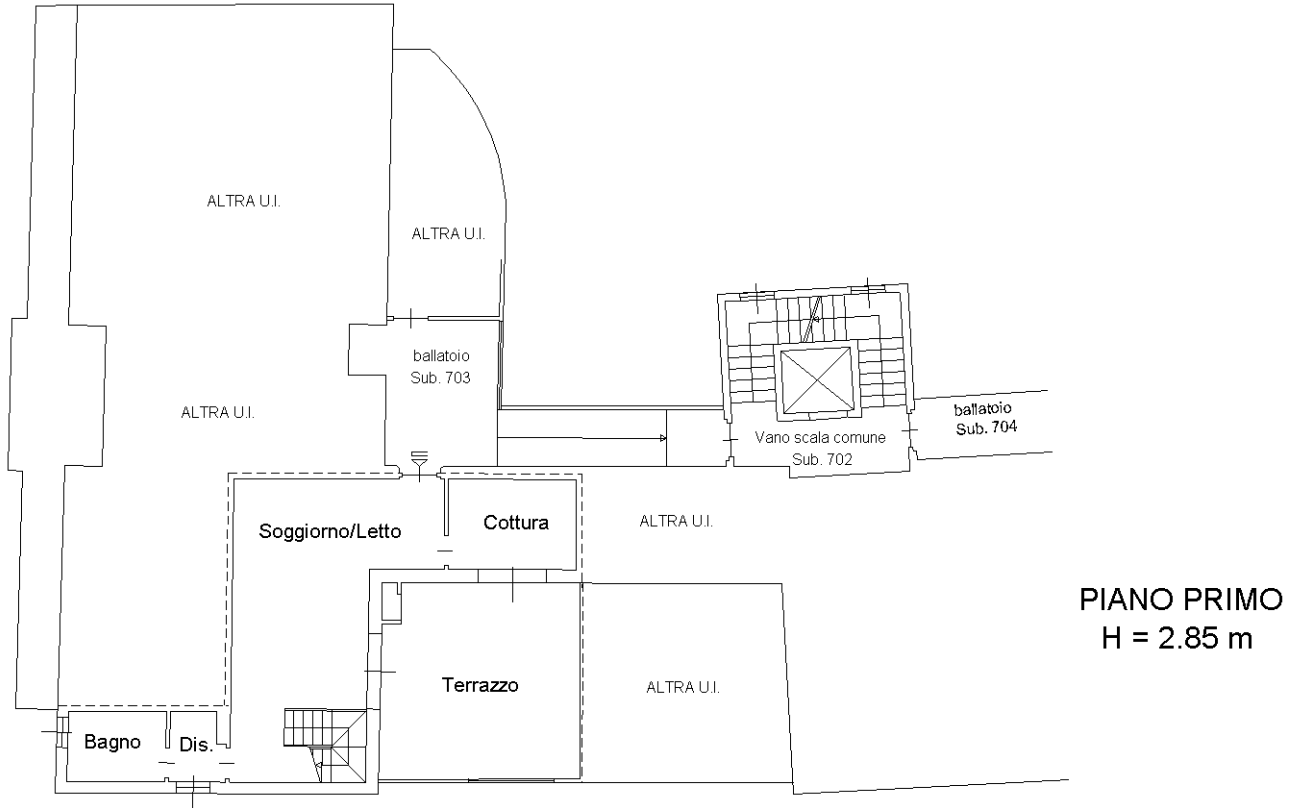 ALTRA U.I.
ALTRA U.I.
ballatoio
Sub. 703
ALTRA U.I.
ballatoio
Sub. 704
Vano scala comune
Sub. 702
Soggiorno/Letto
Cottura
ALTRA U.I.
PIANO PRIMO
H = 2.85 m
Terrazzo
ALTRA U.I.
Bagno
Dis.